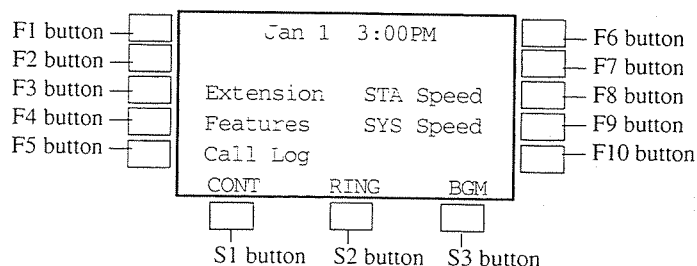 F1 button
F2 button
F3 button
F4 button
F5 button
Jan 1 3:00PM
Extension STA Speed
Features SYS Speed
Call Log
CONT RING BGM
F6 button
F7 button
F8 button
F9 button
F10 button
S1 button S2 button S3 button